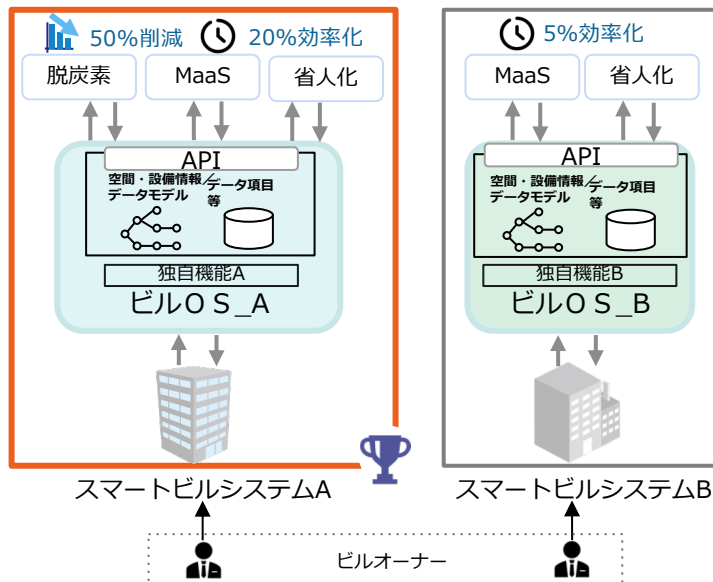 50%削減
20%効率化
脱炭素
MaaS
省人化
API
空間・設備情報/
データモデル
データ項目
等
独自機能A
ビルOS_A
スマートビルシステムA
5%効率化
MaaS
省人化
API
空間・設備情報/
データモデル
データ項目
等
独自機能B
ビルOS_B
スマートビルシステムB
ビルオーナー